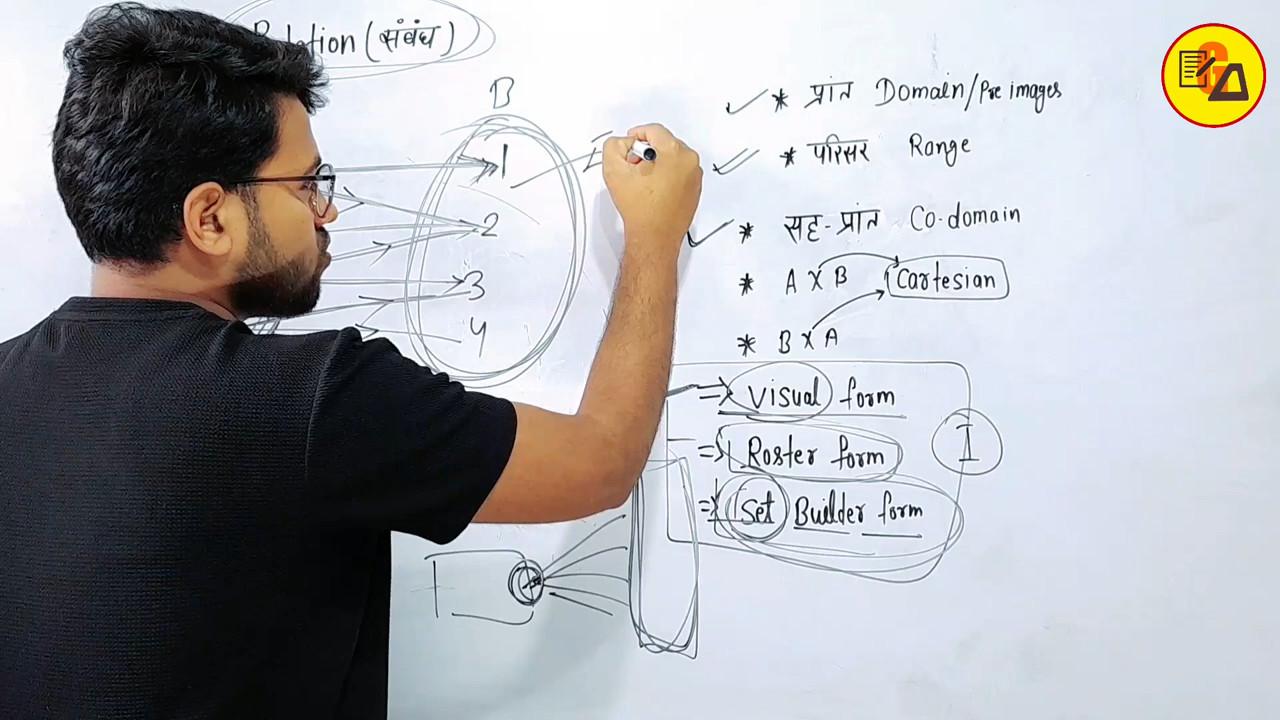 Relation (संबंध)
B
1
2
3
4
* प्रांत Domain/Pre images
* परिसर Range
* सह-प्रांत Co-domain
* A X B Cartesian
* B X A
=> Visual form
=> Roster form
=> Set Builder form
I